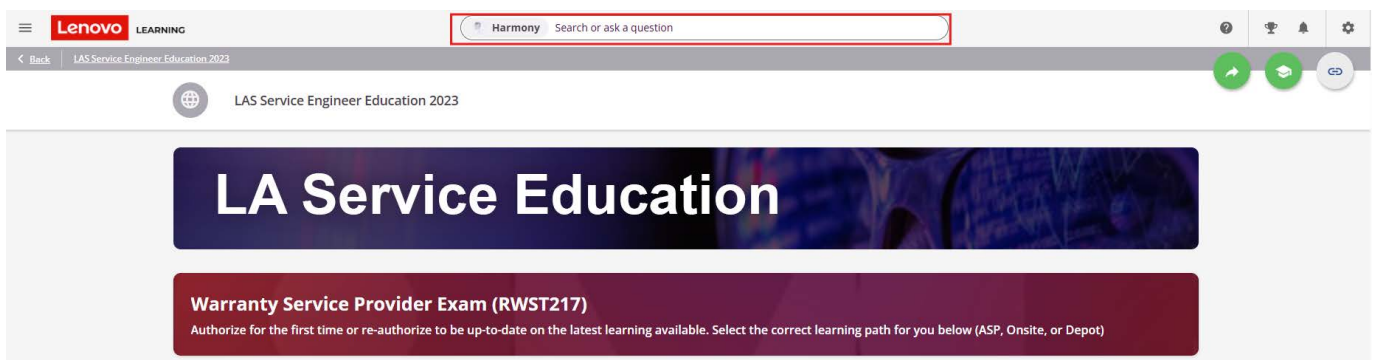 Lenovo LEARNING
Harmony Search or ask a question
Back LAS Service Engineer Education 2023
LAS Service Engineer Education 2023
LA Service Education
Warranty Service Provider Exam (RWST217)
Authorize for the first time or re-authorize to be up-to-date on the latest learning available. Select the correct learning path for you below (ASP, Onsite, or Depot)